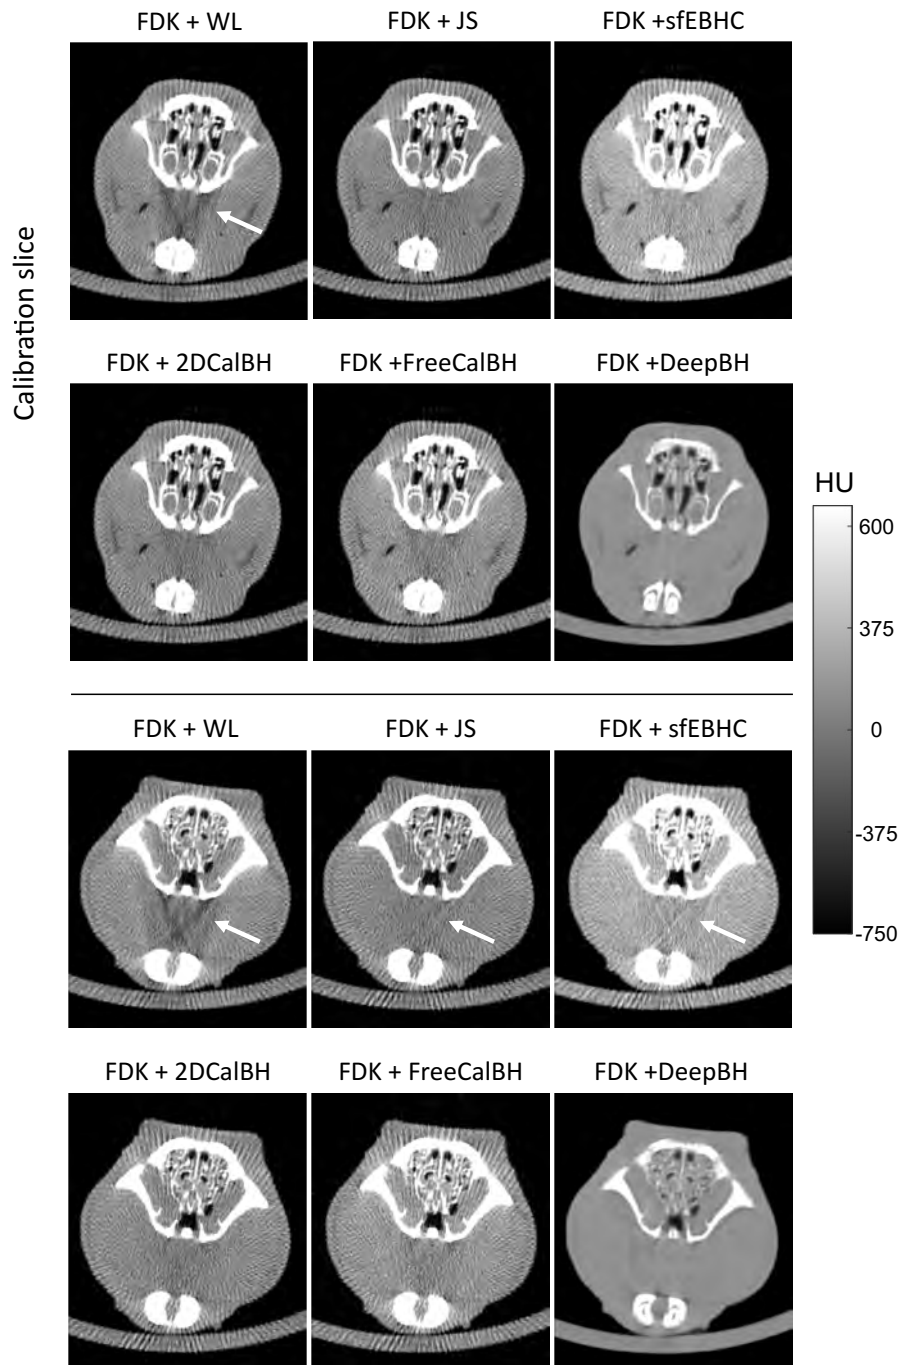 FDK + WL
FDK + JS
FDK +sfEBHC
Calibration slice
FDK + 2DCalBH
FDK +FreeCalBH
FDK +DeepBH
HU
600
375
0
-375
-750
FDK + WL
FDK + JS
FDK + sfEBHC
FDK + 2DCalBH
FDK + FreeCalBH
FDK +DeepBH